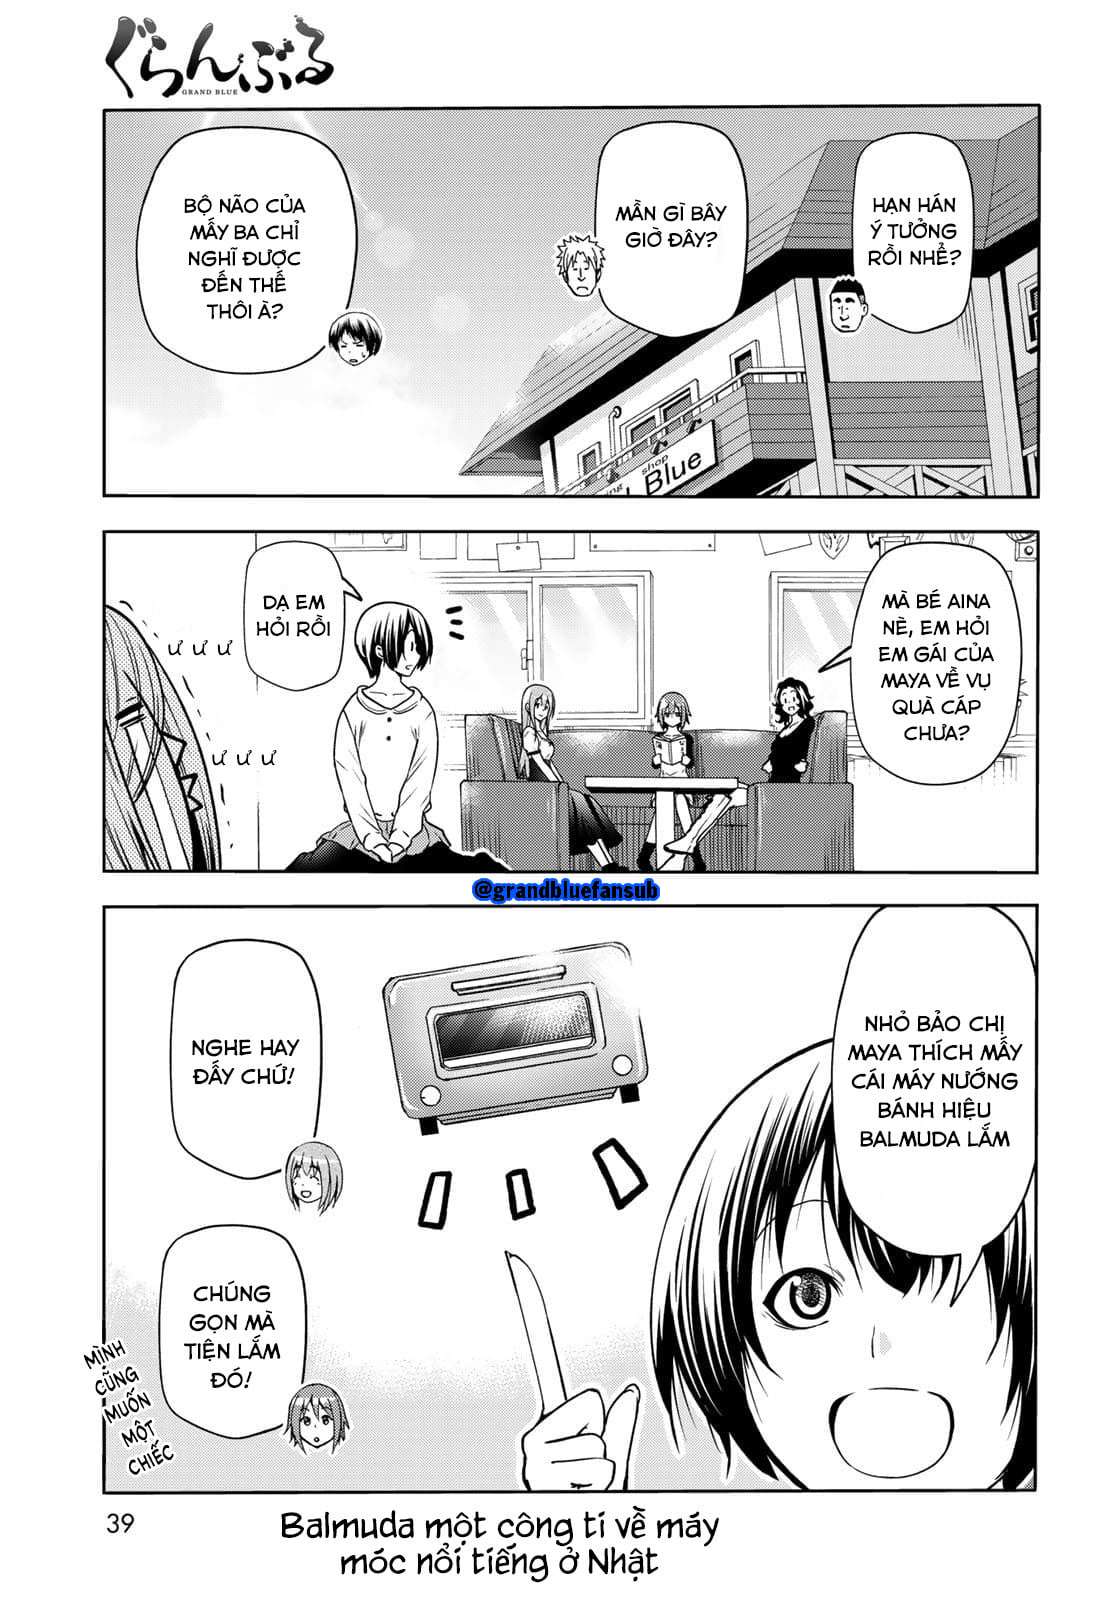 ぐらんぶる
GRAND BLUE
HẠN HÁN
Ý TƯỞNG
RỒI NHỂ?
MẦN GÌ BÂY
GIỜ ĐÂY?
BỘ NÃO CỦA
MẤY BA CHỈ
NGHĨ ĐƯỢC
ĐẾN THẾ
THÔI À?
shop
Blue
MÀ BÉ AINA
NÈ, EM HỎI
EM GÁI CỦA
MAYA VỀ VỤ
QUÀ CÁP
CHƯA?
DẠ EM
HỎI RỒI
Ư Ư Ư
Ư Ư Ư
@grandbluefansub
NHỎ BẢO CHỊ
MAYA THÍCH MẤY
CÁI MÁY NƯỚNG
BÁNH HIỆU
BALMUDA LẮM
NGHE HAY
ĐẤY CHỨ!
CHÚNG
GỌN MÀ
TIỆN LẮM
ĐÓ!
MÌNH
CŨNG
MUỐN
MỘT
CHIẾC
39
Balmuda một công ti về máy
móc nổi tiếng ở Nhật